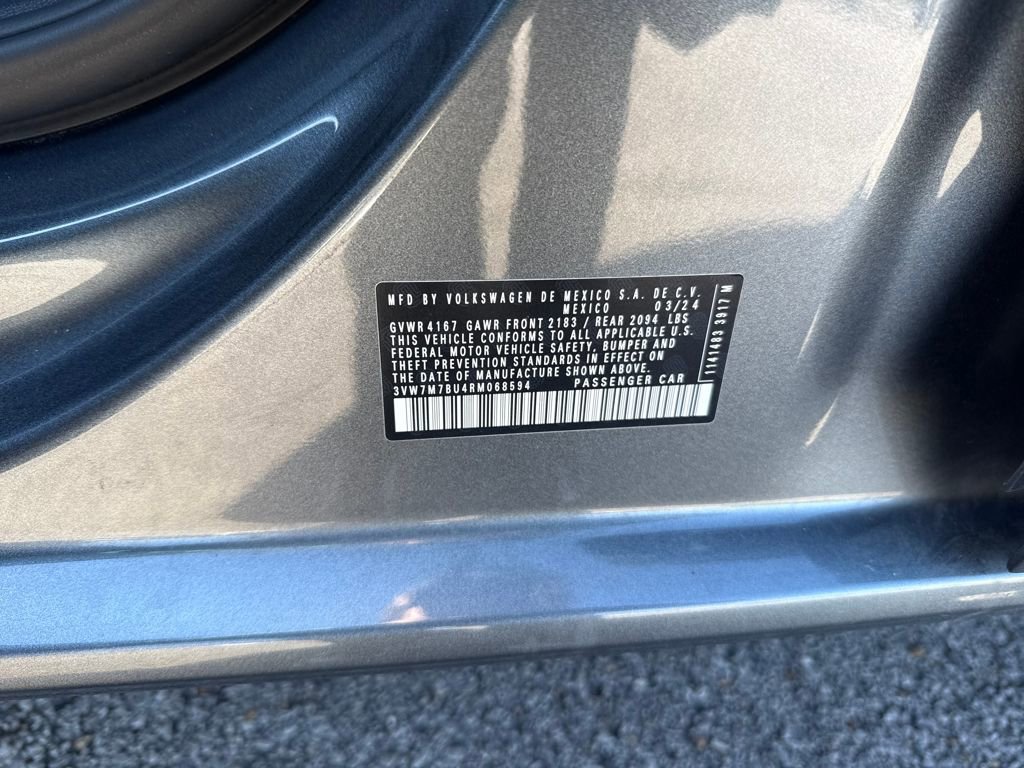 MFD BY VOLKSWAGEN DE MEXICO S.A. DE C.V.
MEXICO 03/24
GVWR 4167 GAWR FRONT 2183 / REAR 2094 LBS
THIS VEHICLE CONFORMS TO ALL APPLICABLE U.S.
FEDERAL MOTOR VEHICLE SAFETY, BUMPER AND
THEFT PREVENTION STANDARDS IN EFFECT ON
THE DATE OF MANUFACTURE SHOWN ABOVE.
3VW7M7BU4RM068594 PASSENGER CAR
1141483 3917 M